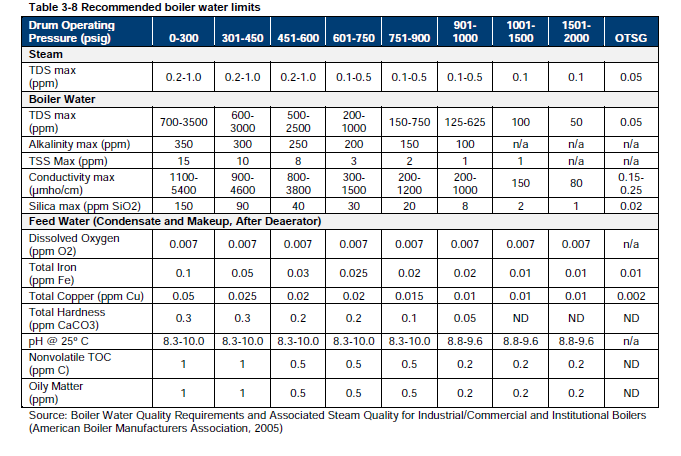 Table 3-8 Recommended boiler water limits
Drum Operating Pressure (psig) 0-300 301-450 451-600 601-750 751-900 901-1000 1001-1500 1501-2000 OTSG
Steam
TDS max (ppm) 0.2-1.0 0.2-1.0 0.2-1.0 0.1-0.5 0.1-0.5 0.1-0.5 0.1 0.1 0.05
Boiler Water
TDS max (ppm) 700-3500 600-3000 500-2500 200-1000 150-750 125-625 100 50 0.05
Alkalinity max (ppm) 350 300 250 200 150 100 n/a n/a n/a
TSS Max (ppm) 15 10 8 3 2 1 1 n/a n/a
Conductivity max (µmho/cm) 1100-5400 900-4600 800-3800 300-1500 200-1200 200-1000 150 80 0.15-0.25
Silica max (ppm SiO2) 150 90 40 30 20 8 2 1 0.02
Feed Water (Condensate and Makeup, After Deaerator)
Dissolved Oxygen (ppm O2) 0.007 0.007 0.007 0.007 0.007 0.007 0.007 0.007 n/a
Total Iron (ppm Fe) 0.1 0.05 0.03 0.025 0.02 0.02 0.01 0.01 0.01
Total Copper (ppm Cu) 0.05 0.025 0.02 0.02 0.015 0.01 0.01 0.01 0.002
Total Hardness (ppm CaCO3) 0.3 0.3 0.2 0.2 0.1 0.05 ND ND ND
pH @ 25º C 8.3-10.0 8.3-10.0 8.3-10.0 8.3-10.0 8.3-10.0 8.8-9.6 8.8-9.6 8.8-9.6 n/a
Nonvolatile TOC (ppm C) 1 1 0.5 0.5 0.5 0.2 0.2 0.2 ND
Oily Matter (ppm) 1 1 0.5 0.5 0.5 0.2 0.2 0.2 ND
Source: Boiler Water Quality Requirements and Associated Steam Quality for Industrial/Commercial and Institutional Boilers
(American Boiler Manufacturers Association, 2005)